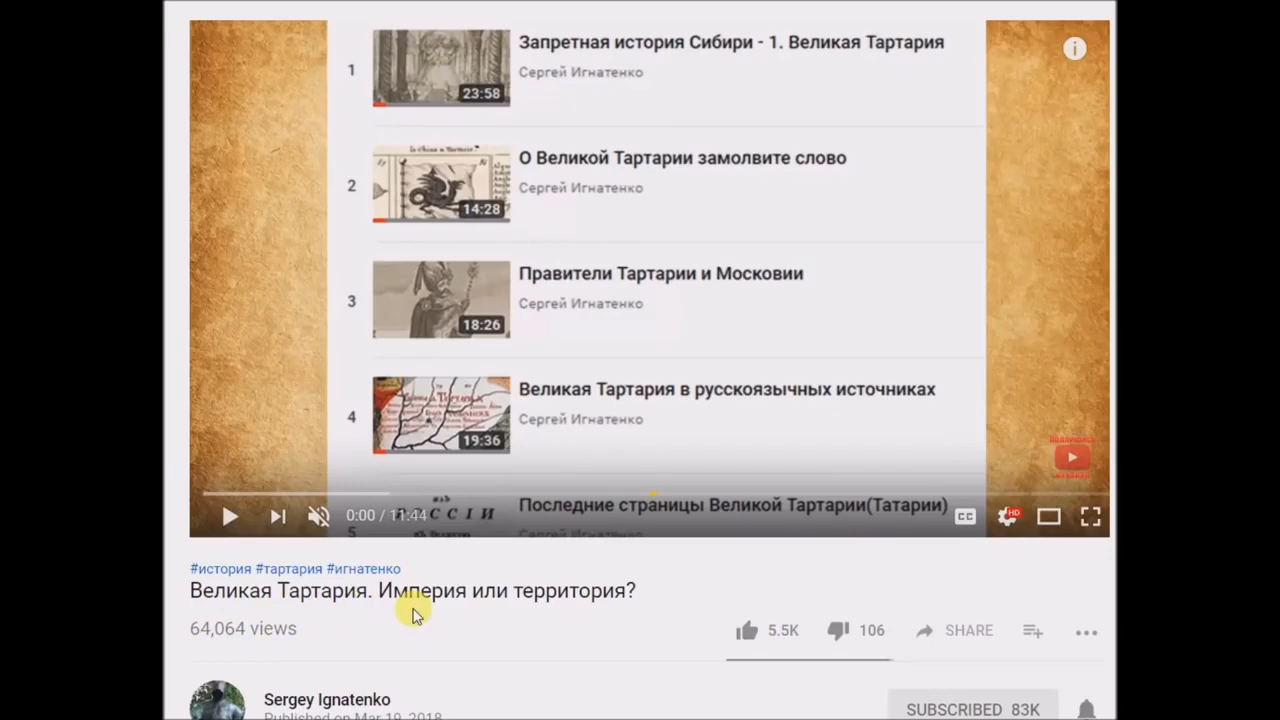 1
Запретная история Сибири - 1. Великая Тартария
Сергей Игнатенко
23:58
2
О Великой Тартарии замолвите слово
Сергей Игнатенко
14:28
3
Правители Тартарии и Московии
Сергей Игнатенко
18:26
4
Великая Тартария в русскоязычных источниках
Сергей Игнатенко
19:36
5
Последние страницы Великой Тартарии(Татарии)
0:00 / 11:44
CC
HD
#история #тартария #игнатенко
Великая Тартария. Империя или территория?
64,064 views
5.5K
106
SHARE
Sergey Ignatenko
Published on Mar 19, 2018
SUBSCRIBED 83K